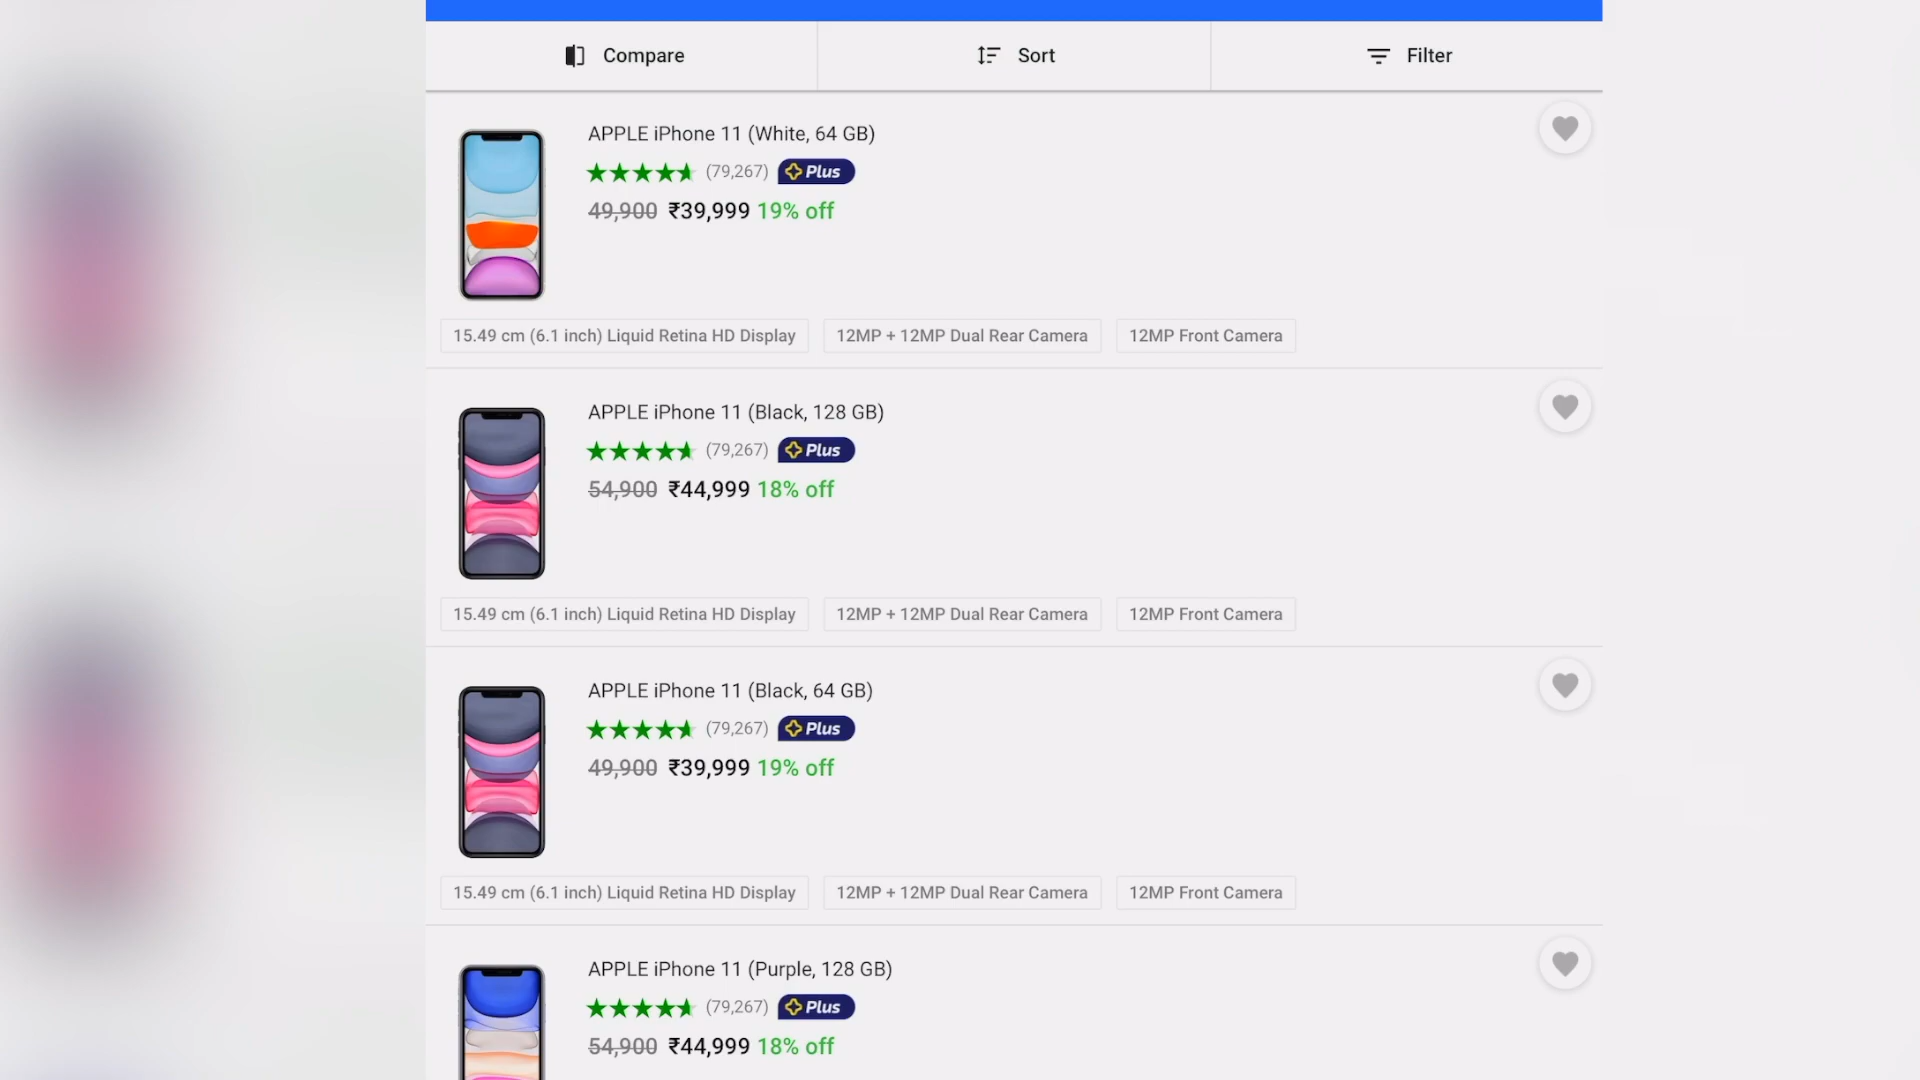 Compare Sort Filter
APPLE iPhone 11 (White, 64 GB)
(79,267) Plus
49,900 ₹39,999 19% off
15.49 cm (6.1 inch) Liquid Retina HD Display 12MP + 12MP Dual Rear Camera 12MP Front Camera
APPLE iPhone 11 (Black, 128 GB)
(79,267) Plus
54,900 ₹44,999 18% off
15.49 cm (6.1 inch) Liquid Retina HD Display 12MP + 12MP Dual Rear Camera 12MP Front Camera
APPLE iPhone 11 (Black, 64 GB)
(79,267) Plus
49,900 ₹39,999 19% off
15.49 cm (6.1 inch) Liquid Retina HD Display 12MP + 12MP Dual Rear Camera 12MP Front Camera
APPLE iPhone 11 (Purple, 128 GB)
(79,267) Plus
54,900 ₹44,999 18% off